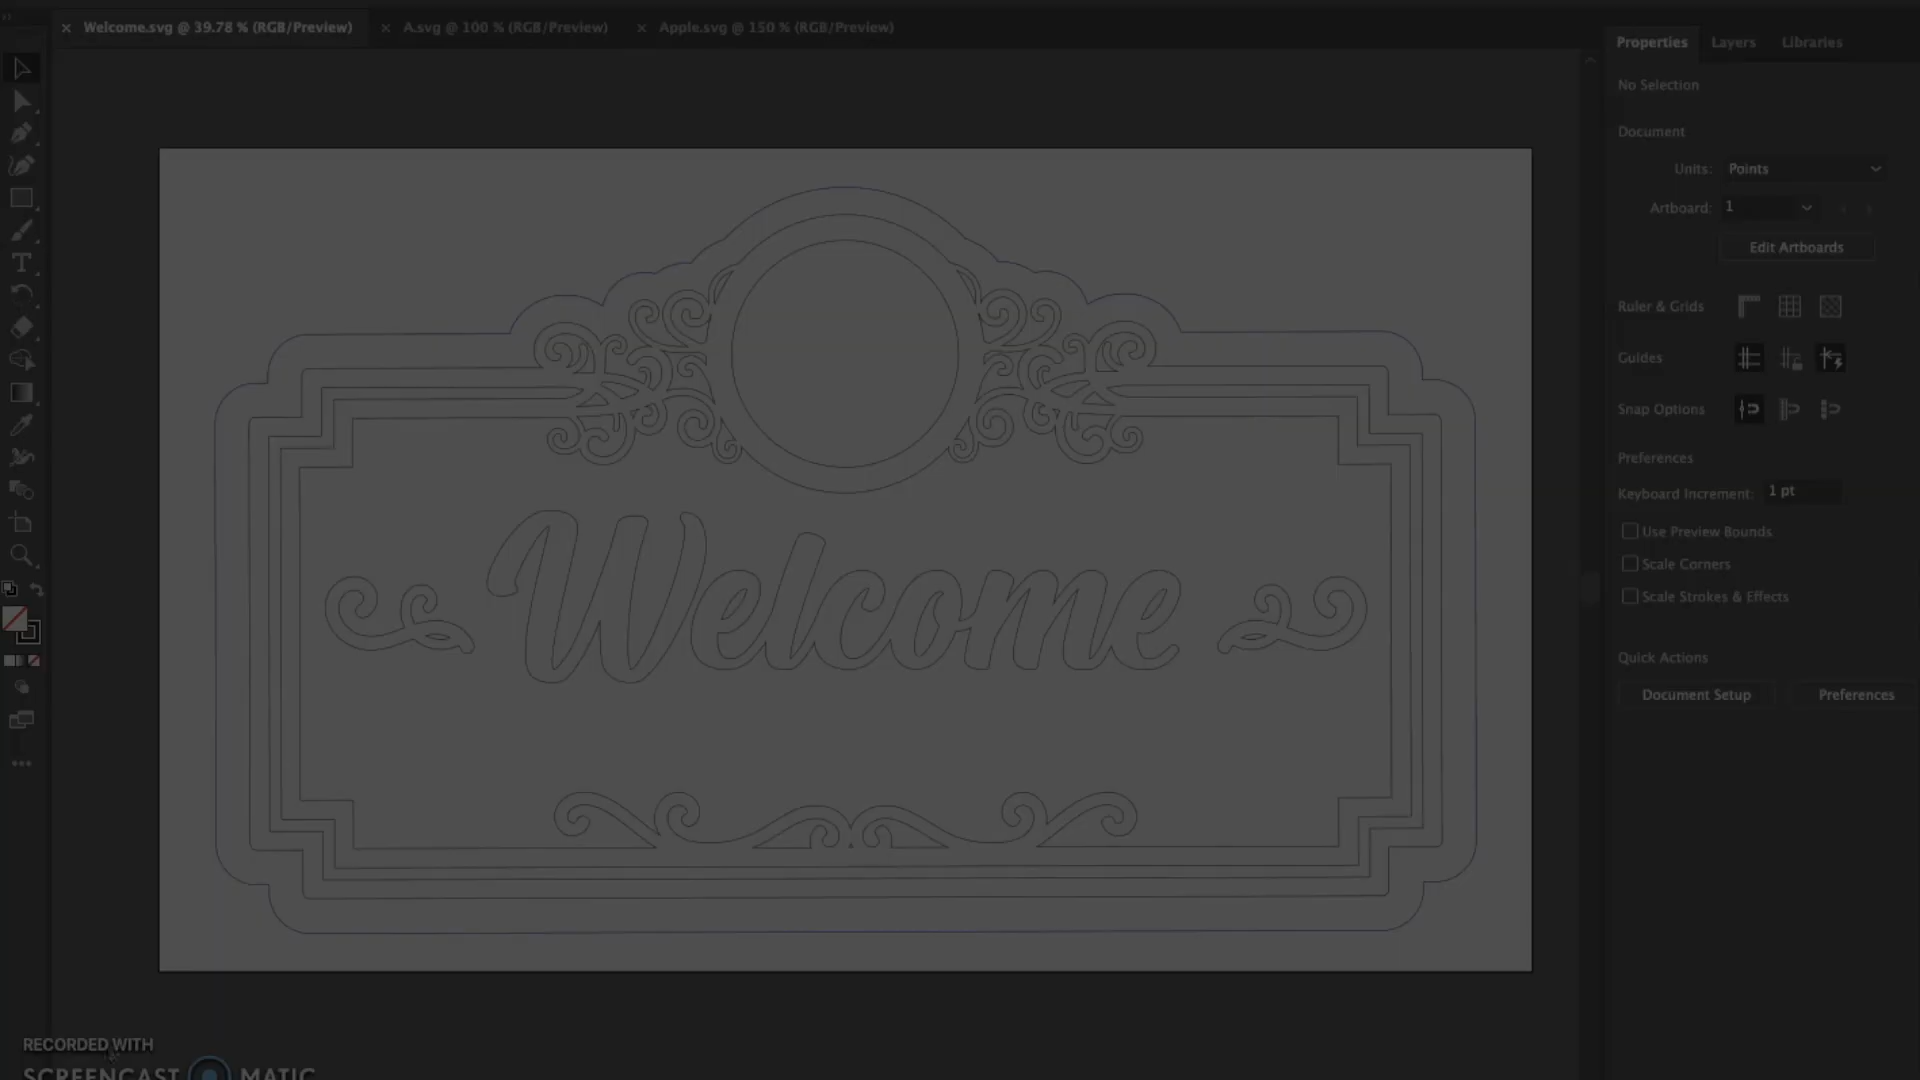 Welcome.svg @ 39.78 % (RGB/Preview)
A.svg @ 100 % (RGB/Preview)
Apple.svg @ 150 % (RGB/Preview)
Properties
Layers
Libraries
No Selection
Document
Units: Points
Artboard: 1
Edit Artboards
Ruler & Grids
Guides
Snap Options
Preferences
Keyboard Increment: 1 pt
Use Preview Bounds
Scale Corners
Scale Strokes & Effects
Quick Actions
Document Setup
Preferences
Welcome
RECORDED WITH
SCREENCAST MATIC